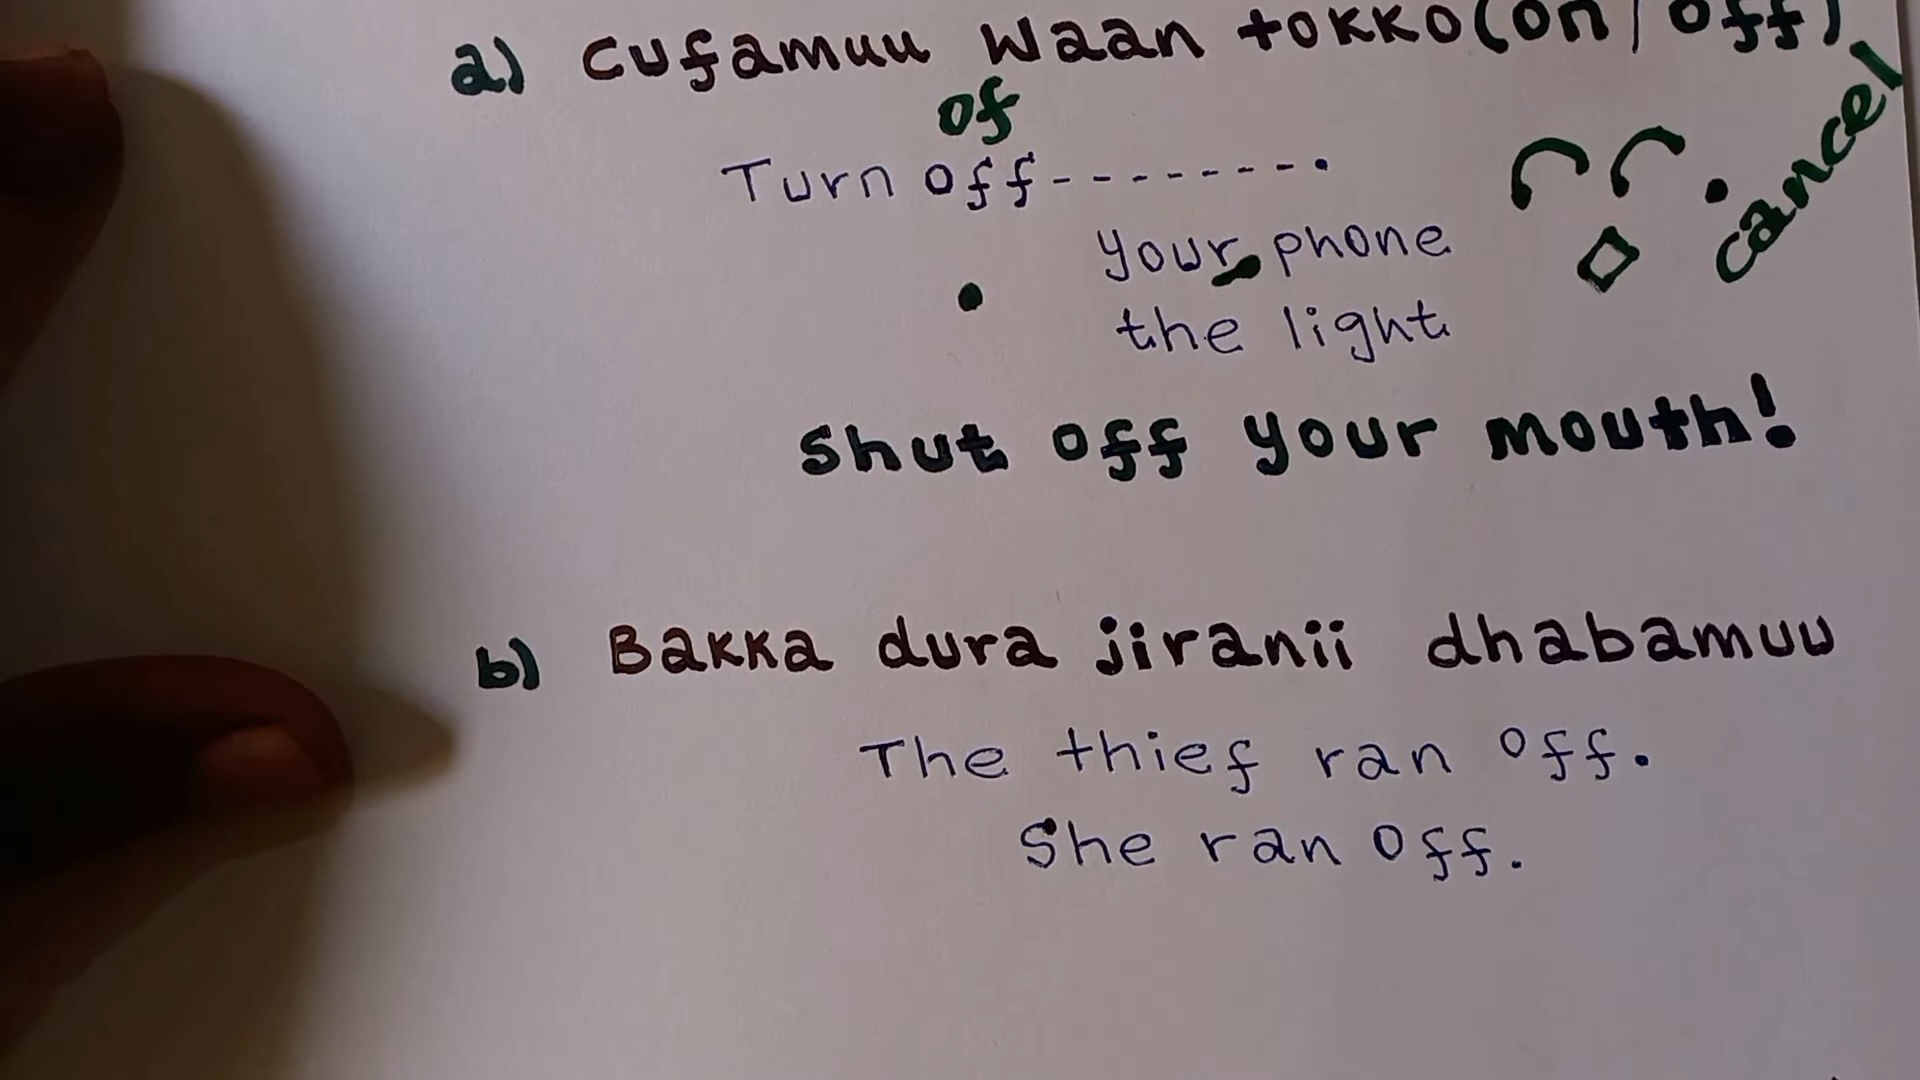 a) Cufamuu waan tokko (on / off)
of
Turn off--------.
cancel
your phone
the light
Shut off your mouth!
b) Bakka dura jiranii dhabamuu
The thief ran off.
She ran off.